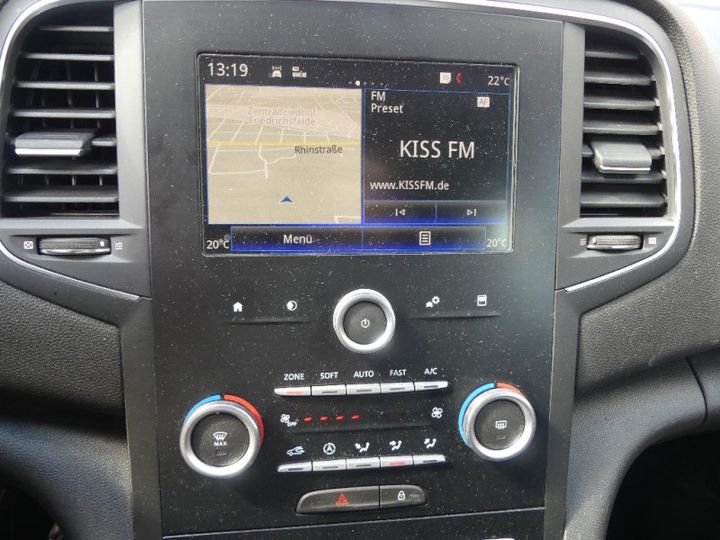 13:19
22°C
Zentralfriedhof
Friedrichsfelde
Rhinstraße
FM
Preset
AF
KISS FM
www.KISSFM.de
20°C
Menü
20°C
ZONE
SOFT
AUTO
FAST
A/C
OFF
MAX